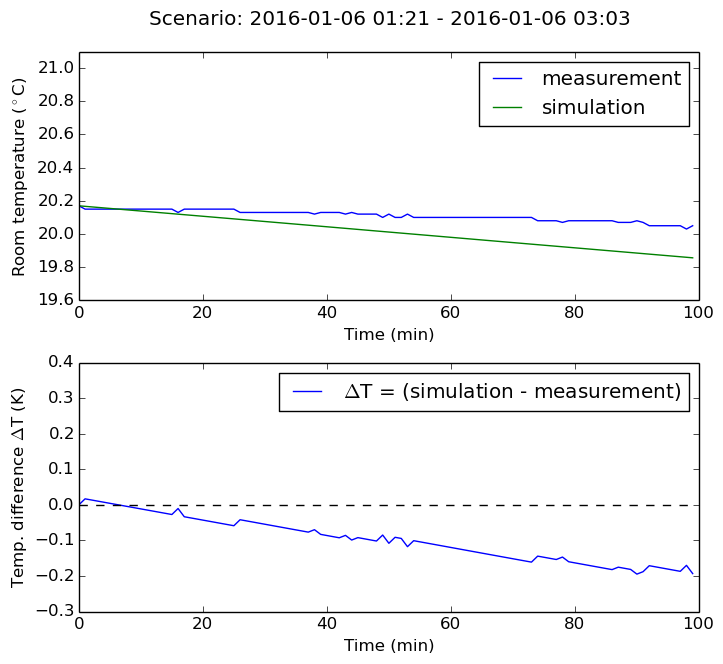 Scenario: 2016-01-06 01:21 - 2016-01-06 03:03
Room temperature (°C)
21.0
20.8
20.6
20.4
20.2
20.0
19.8
19.6
measurement
simulation
0 20 40 60 80 100
Time (min)
Temp. difference ΔT (K)
0.4
0.3
0.2
0.1
0.0
−0.1
−0.2
−0.3
ΔT = (simulation - measurement)
0 20 40 60 80 100
Time (min)